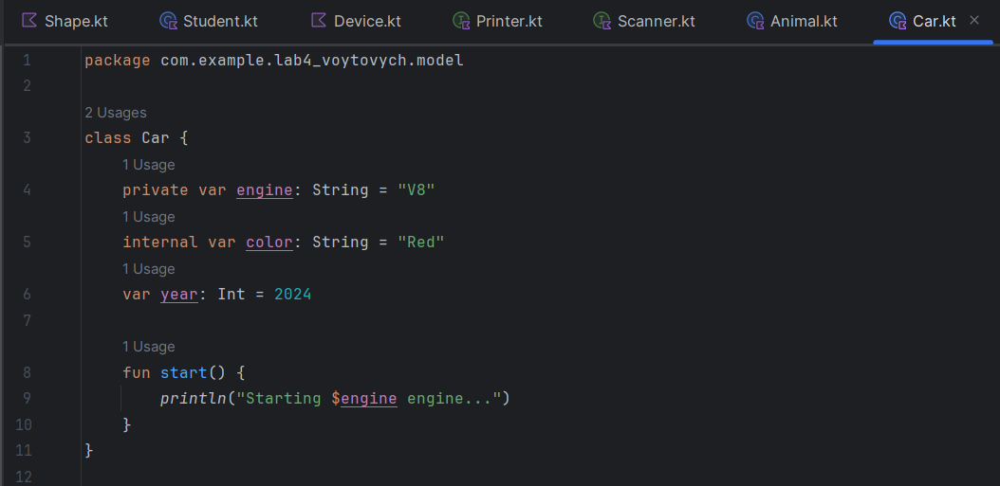 Shape.kt Student.kt Device.kt Printer.kt Scanner.kt Animal.kt Car.kt
1 package com.example.lab4_voytovych.model
2
2 Usages
3 class Car {
1 Usage
4 private var engine: String = "V8"
1 Usage
5 internal var color: String = "Red"
1 Usage
6 var year: Int = 2024
7
1 Usage
8 fun start() {
9 println("Starting $engine engine...")
10 }
11 }
12